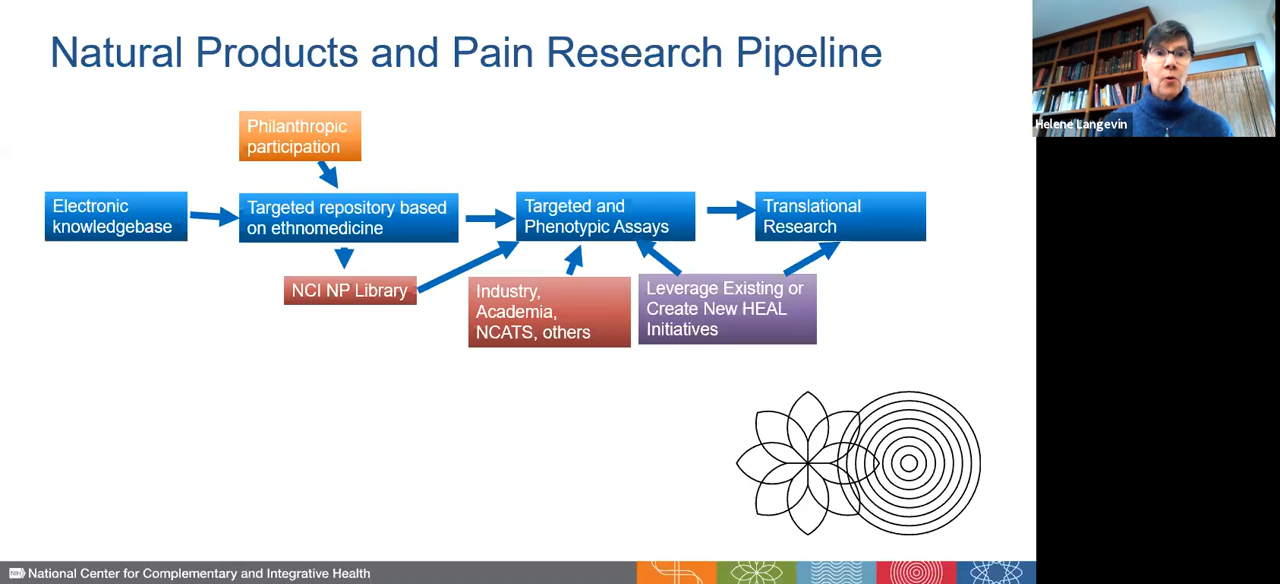 Natural Products and Pain Research Pipeline
Helene Langevin
Philanthropic
participation
Electronic
knowledgebase
Targeted repository based
on ethnomedicine
Targeted and
Phenotypic Assays
Translational
Research
NCI NP Library
Industry,
Academia,
NCATS, others
Leverage Existing or
Create New HEAL
Initiatives
NIH National Center for Complementary and Integrative Health